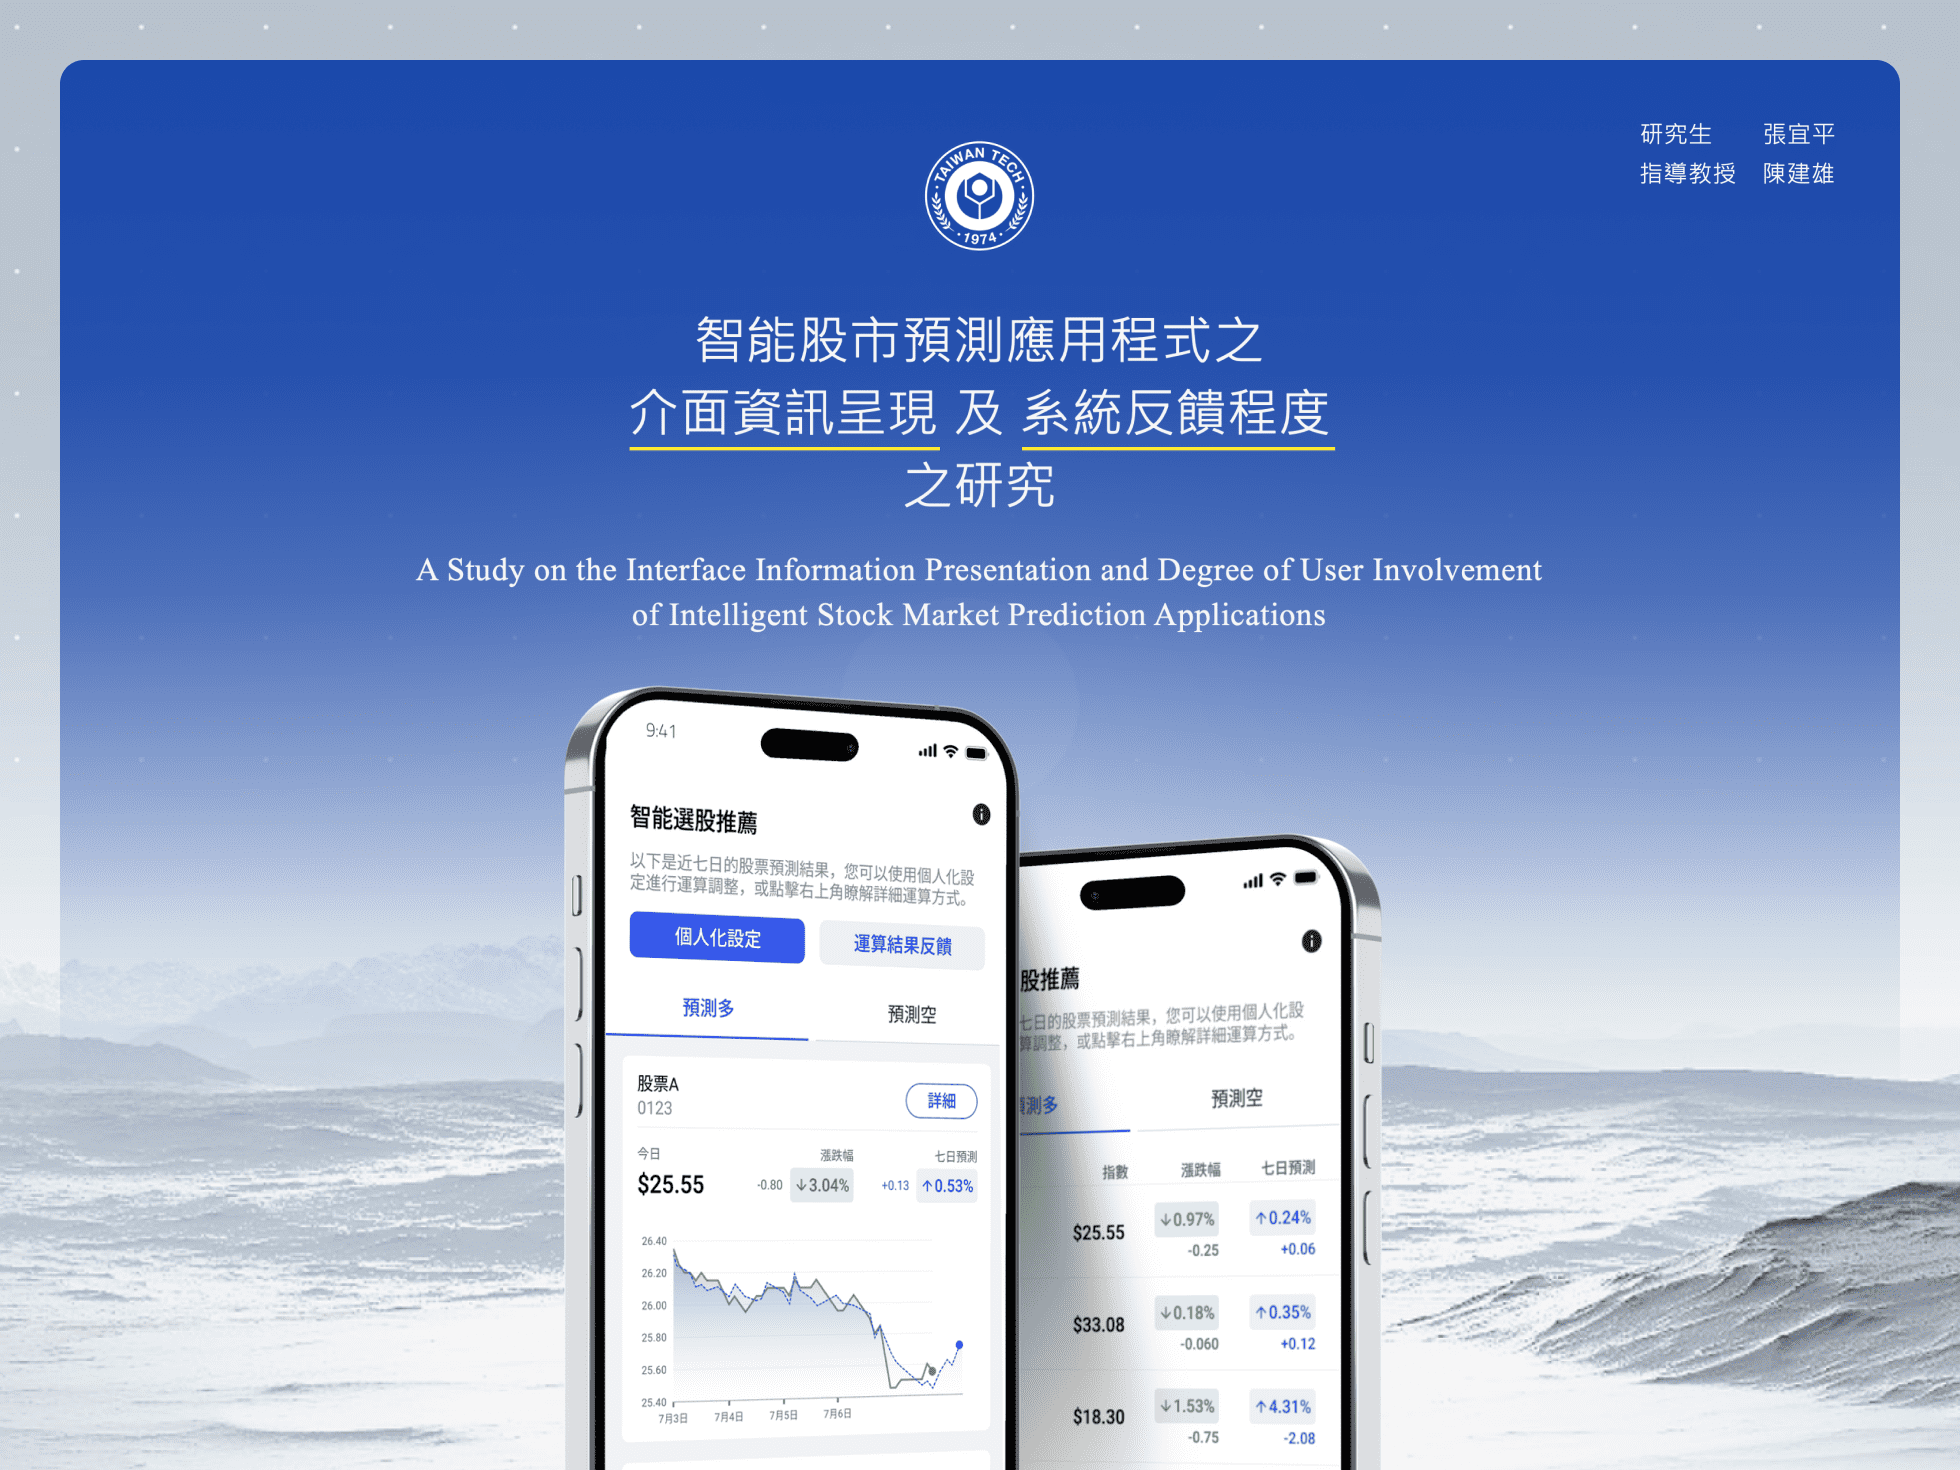 研究生 張宜平
指導教授 陳建雄
TAIWAN TECH
·1974·
智能股市預測應用程式之
介面資訊呈現 及 系統反饋程度
之研究
A Study on the Interface Information Presentation and Degree of User Involvement
of Intelligent Stock Market Prediction Applications
9:41
智能選股推薦
以下是近七日的股票預測結果，您可以使用個人化設
定進行運算調整，或點擊右上角瞭解詳細運算方式。
個人化設定 運算結果反饋
預測多 預測空
股票A
0123
詳細
今日 漲跌幅 七日預測
$25.55 -0.80 ↓3.04% +0.13 ↑0.53%
26.40
26.20
26.00
25.80
25.60
25.40
7月3日 7月4日 7月5日 7月6日
股推薦
七日的股票預測結果，您可以使用個人化設
算調整，或點擊右上角瞭解詳細運算方式。
預測多 預測空
指數 漲跌幅 七日預測
$25.55 ↓0.97% ↑0.24%
-0.25 +0.06
$33.08 ↓0.18% ↑0.35%
-0.060 +0.12
$18.30 ↓1.53% ↑4.31%
-0.75 -2.08